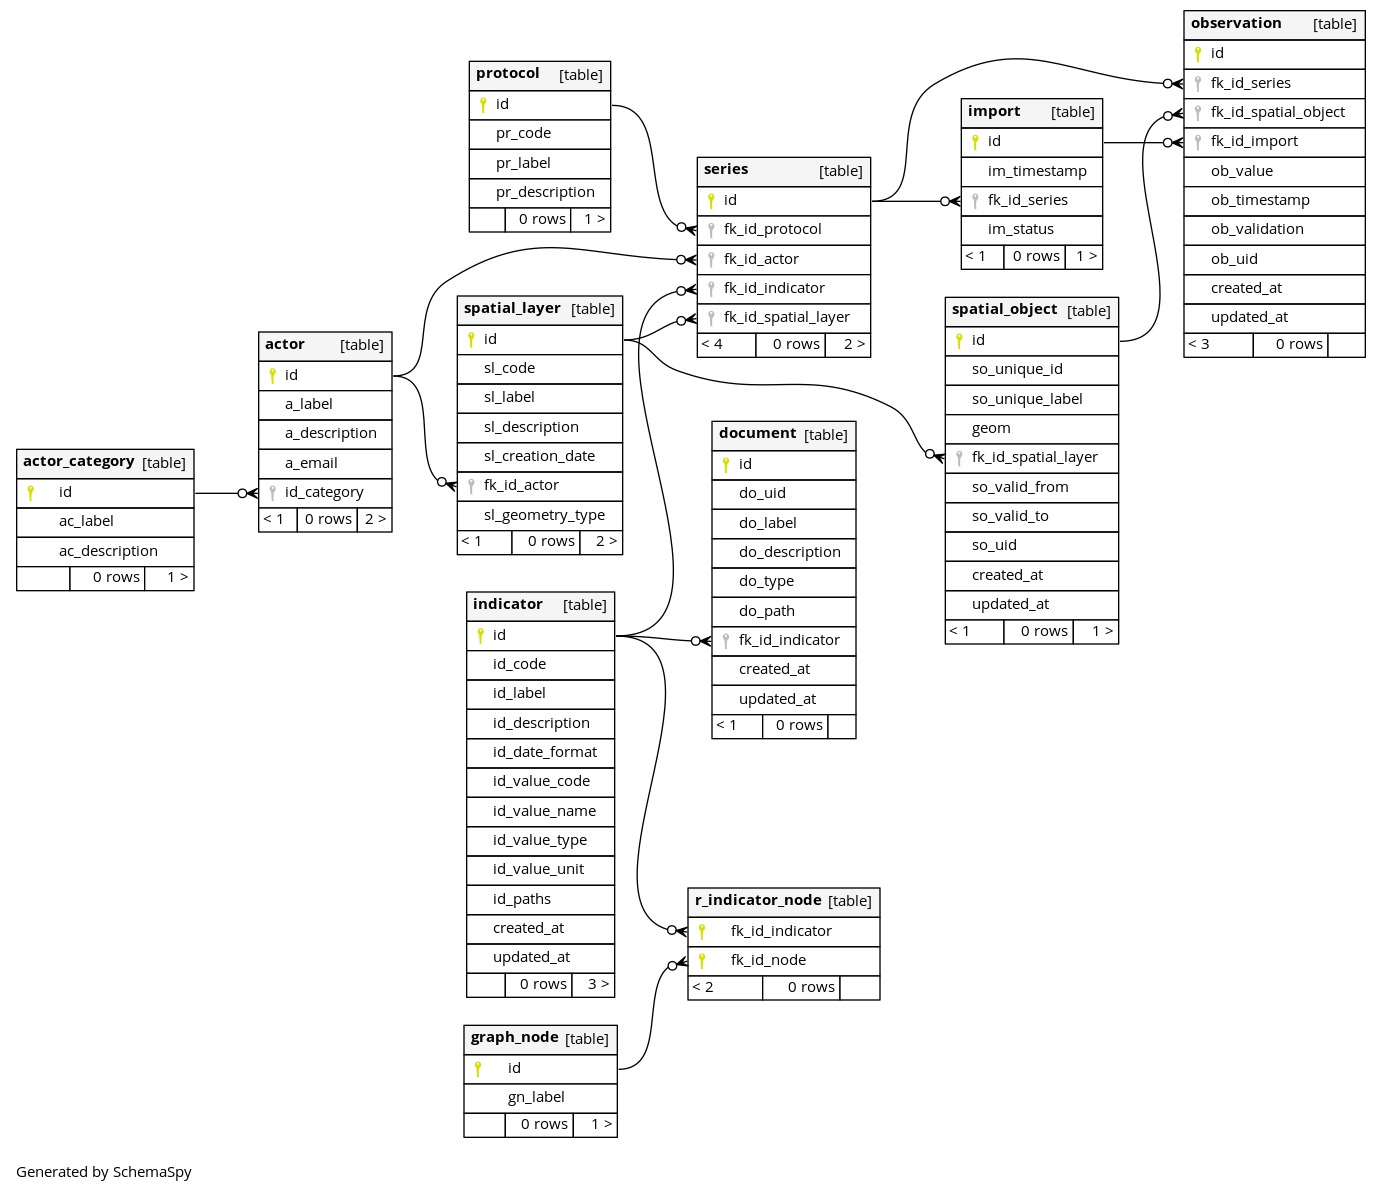 observation [table]
id
fk_id_series
fk_id_spatial_object
fk_id_import
ob_value
ob_timestamp
ob_validation
ob_uid
created_at
updated_at
< 3 0 rows
protocol [table]
id
pr_code
pr_label
pr_description
0 rows 1 >
import [table]
id
im_timestamp
fk_id_series
im_status
< 1 0 rows 1 >
series [table]
id
fk_id_protocol
fk_id_actor
fk_id_indicator
fk_id_spatial_layer
< 4 0 rows 2 >
spatial_layer [table]
id
sl_code
sl_label
sl_description
sl_creation_date
fk_id_actor
sl_geometry_type
< 1 0 rows 2 >
spatial_object [table]
id
so_unique_id
so_unique_label
geom
fk_id_spatial_layer
so_valid_from
so_valid_to
so_uid
created_at
updated_at
< 1 0 rows 1 >
actor [table]
id
a_label
a_description
a_email
id_category
< 1 0 rows 2 >
document [table]
id
do_uid
do_label
do_description
do_type
do_path
fk_id_indicator
created_at
updated_at
< 1 0 rows
actor_category [table]
id
ac_label
ac_description
0 rows 1 >
indicator [table]
id
id_code
id_label
id_description
id_date_format
id_value_code
id_value_name
id_value_type
id_value_unit
id_paths
created_at
updated_at
0 rows 3 >
r_indicator_node [table]
fk_id_indicator
fk_id_node
< 2 0 rows
graph_node [table]
id
gn_label
0 rows 1 >
Generated by SchemaSpy